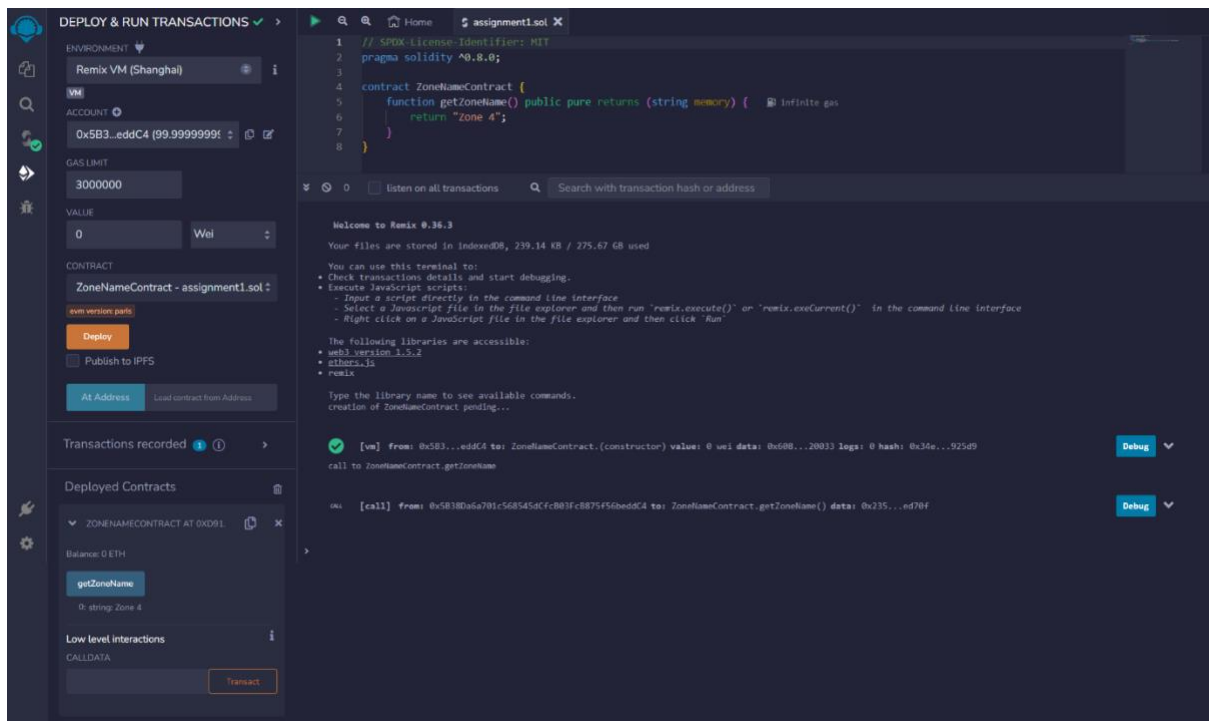 DEPLOY & RUN TRANSACTIONS
ENVIRONMENT
Remix VM (Shanghai)
VM
ACCOUNT
0x5B3...eddC4 (99.9999999
GAS LIMIT
3000000
VALUE
0 Wei
CONTRACT
ZoneNameContract - assignment1.sol
evm version: paris
Deploy
Publish to IPFS
At Address Load contract from Address
Transactions recorded 1
Deployed Contracts
ZONENAMECONTRACT AT 0XD91
Balance: 0 ETH
getZoneName
0: string: Zone 4
Low level interactions
CALLDATA
Transact
Home assignment1.sol
1 // SPDX-License-Identifier: MIT
2 pragma solidity ^0.8.0;
3
4 contract ZoneNameContract {
5 function getZoneName() public pure returns (string memory) { infinite gas
6 return "Zone 4";
7 }
8 }
0 listen on all transactions Search with transaction hash or address
Welcome to Remix 0.36.3
Your files are stored in indexedDB, 239.14 KB / 275.67 GB used
You can use this terminal to:
• Check transactions details and start debugging.
• Execute JavaScript scripts:
- Input a script directly in the command line interface
- Select a Javascript file in the file explorer and then run `remix.execute()` or `remix.exeCurrent()` in the command line interface
- Right click on a JavaScript file in the file explorer and then click `Run`
The following libraries are accessible:
• web3 version 1.5.2
• ethers.js
• remix
Type the library name to see available commands.
creation of ZoneNameContract pending...
[vm] from: 0x5B3...eddC4 to: ZoneNameContract.(constructor) value: 0 wei data: 0x608...20033 logs: 0 hash: 0x34e...925d9 Debug
call to ZoneNameContract.getZoneName
CALL [call] from: 0x5B38Da6a701c568545dCfcB03FcB875f56beddC4 to: ZoneNameContract.getZoneName() data: 0x235...ed70f Debug
>